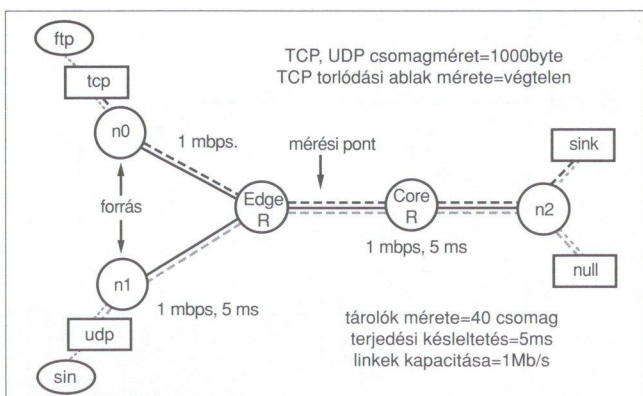 ftp
TCP, UDP csomagméret=1000byte
TCP torlódási ablak mérete=végtelen
tcp
n0
1 mbps.
mérési pont
sink
forrás
Edge
R
Core
R
n2
1 mbps, 5 ms
n1
1 mbps, 5 ms
null
udp
tárolók mérete=40 csomag
terjedési késleltetés=5ms
linkek kapacitása=1Mb/s
sin